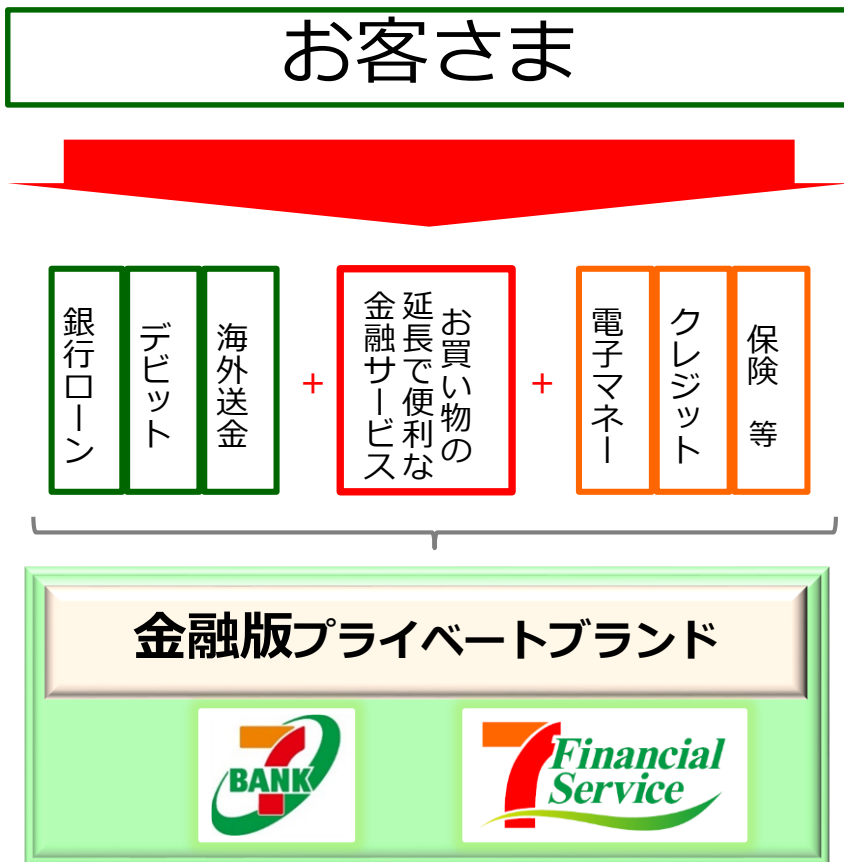 お客さま
銀行ローン
デビット
海外送金
+
お買い物の
延長で便利な
金融サービス
+
電子マネー
クレジット
保険 等
金融版プライベートブランド
7
BANK
7
Financial
Service